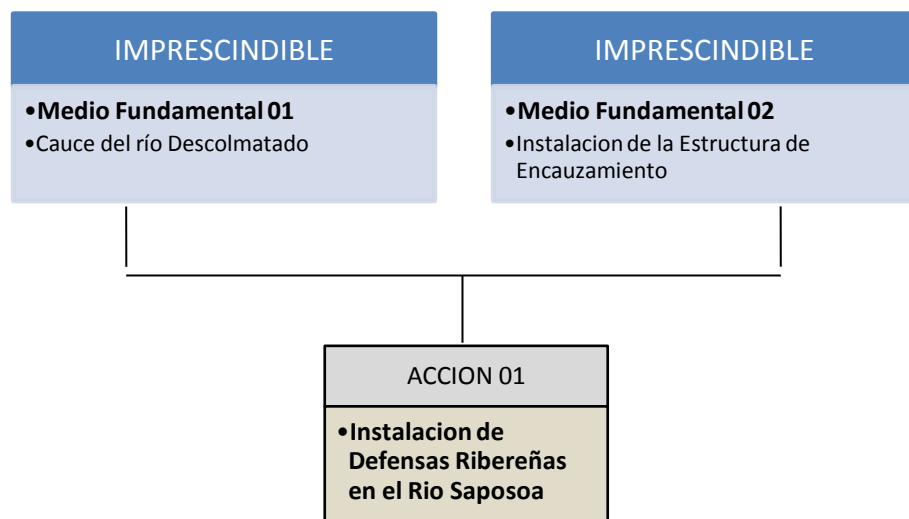 IMPRESCINDIBLE
•Medio Fundamental 01
•Cauce del río Descolmatado
IMPRESCINDIBLE
•Medio Fundamental 02
•Instalacion de la Estructura de
Encauzamiento
ACCION 01
•Instalacion de
Defensas Ribereñas
en el Rio Saposoa